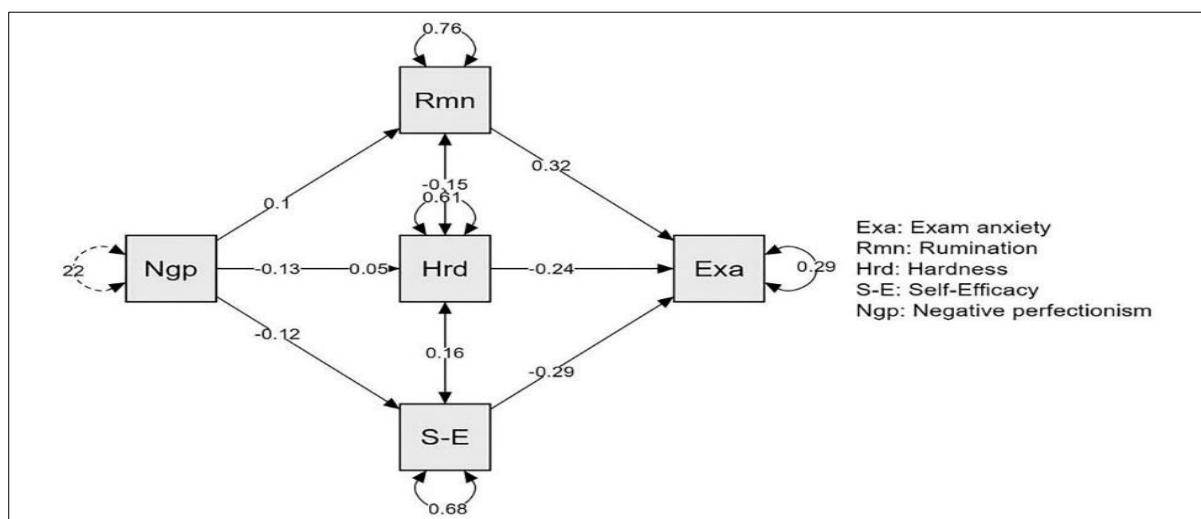 0.76
Rmn
0.1
0.32
-0.15
0.61
22
Ngp
-0.13
0.05
Hrd
-0.24
Exa
0.29
-0.12
0.16
-0.29
S-E
0.68
Exa: Exam anxiety
Rmn: Rumination
Hrd: Hardness
S-E: Self-Efficacy
Ngp: Negative perfectionism